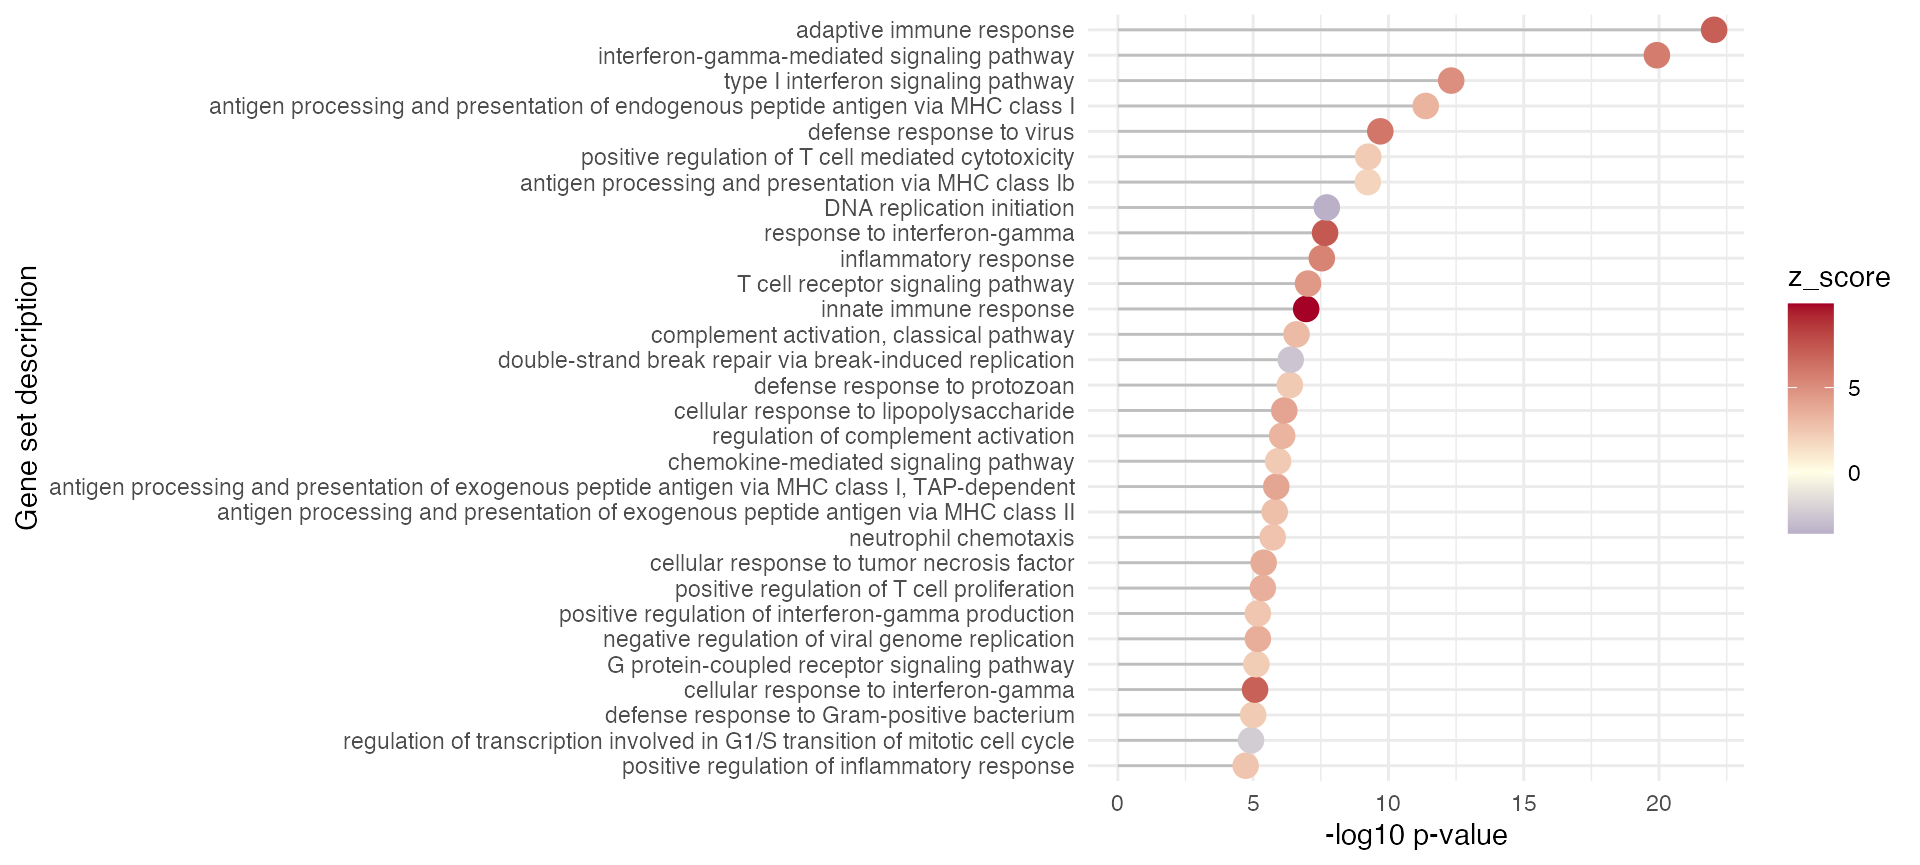 adaptive immune response
interferon-gamma-mediated signaling pathway
type I interferon signaling pathway
antigen processing and presentation of endogenous peptide antigen via MHC class I
defense response to virus
positive regulation of T cell mediated cytotoxicity
antigen processing and presentation via MHC class Ib
DNA replication initiation
response to interferon-gamma
inflammatory response
T cell receptor signaling pathway
innate immune response
complement activation, classical pathway
double-strand break repair via break-induced replication
defense response to protozoan
cellular response to lipopolysaccharide
regulation of complement activation
chemokine-mediated signaling pathway
antigen processing and presentation of exogenous peptide antigen via MHC class I, TAP-dependent
antigen processing and presentation of exogenous peptide antigen via MHC class II
neutrophil chemotaxis
cellular response to tumor necrosis factor
positive regulation of T cell proliferation
positive regulation of interferon-gamma production
negative regulation of viral genome replication
G protein-coupled receptor signaling pathway
cellular response to interferon-gamma
defense response to Gram-positive bacterium
regulation of transcription involved in G1/S transition of mitotic cell cycle
positive regulation of inflammatory response
Gene set description
0 5 10 15 20
-log10 p-value
z_score
5
0